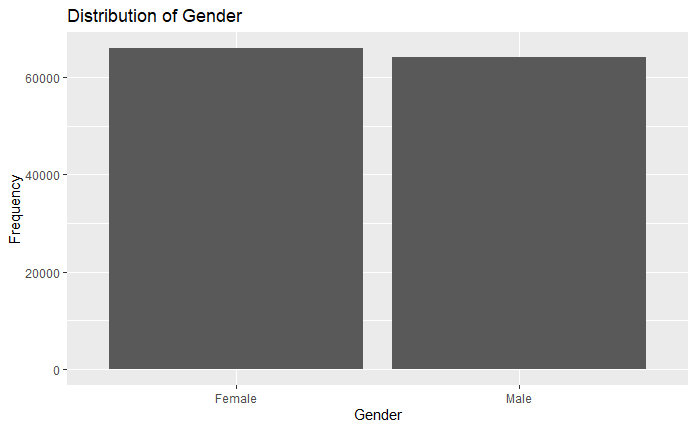 Distribution of Gender
Frequency
60000
40000
20000
0
Female Male
Gender